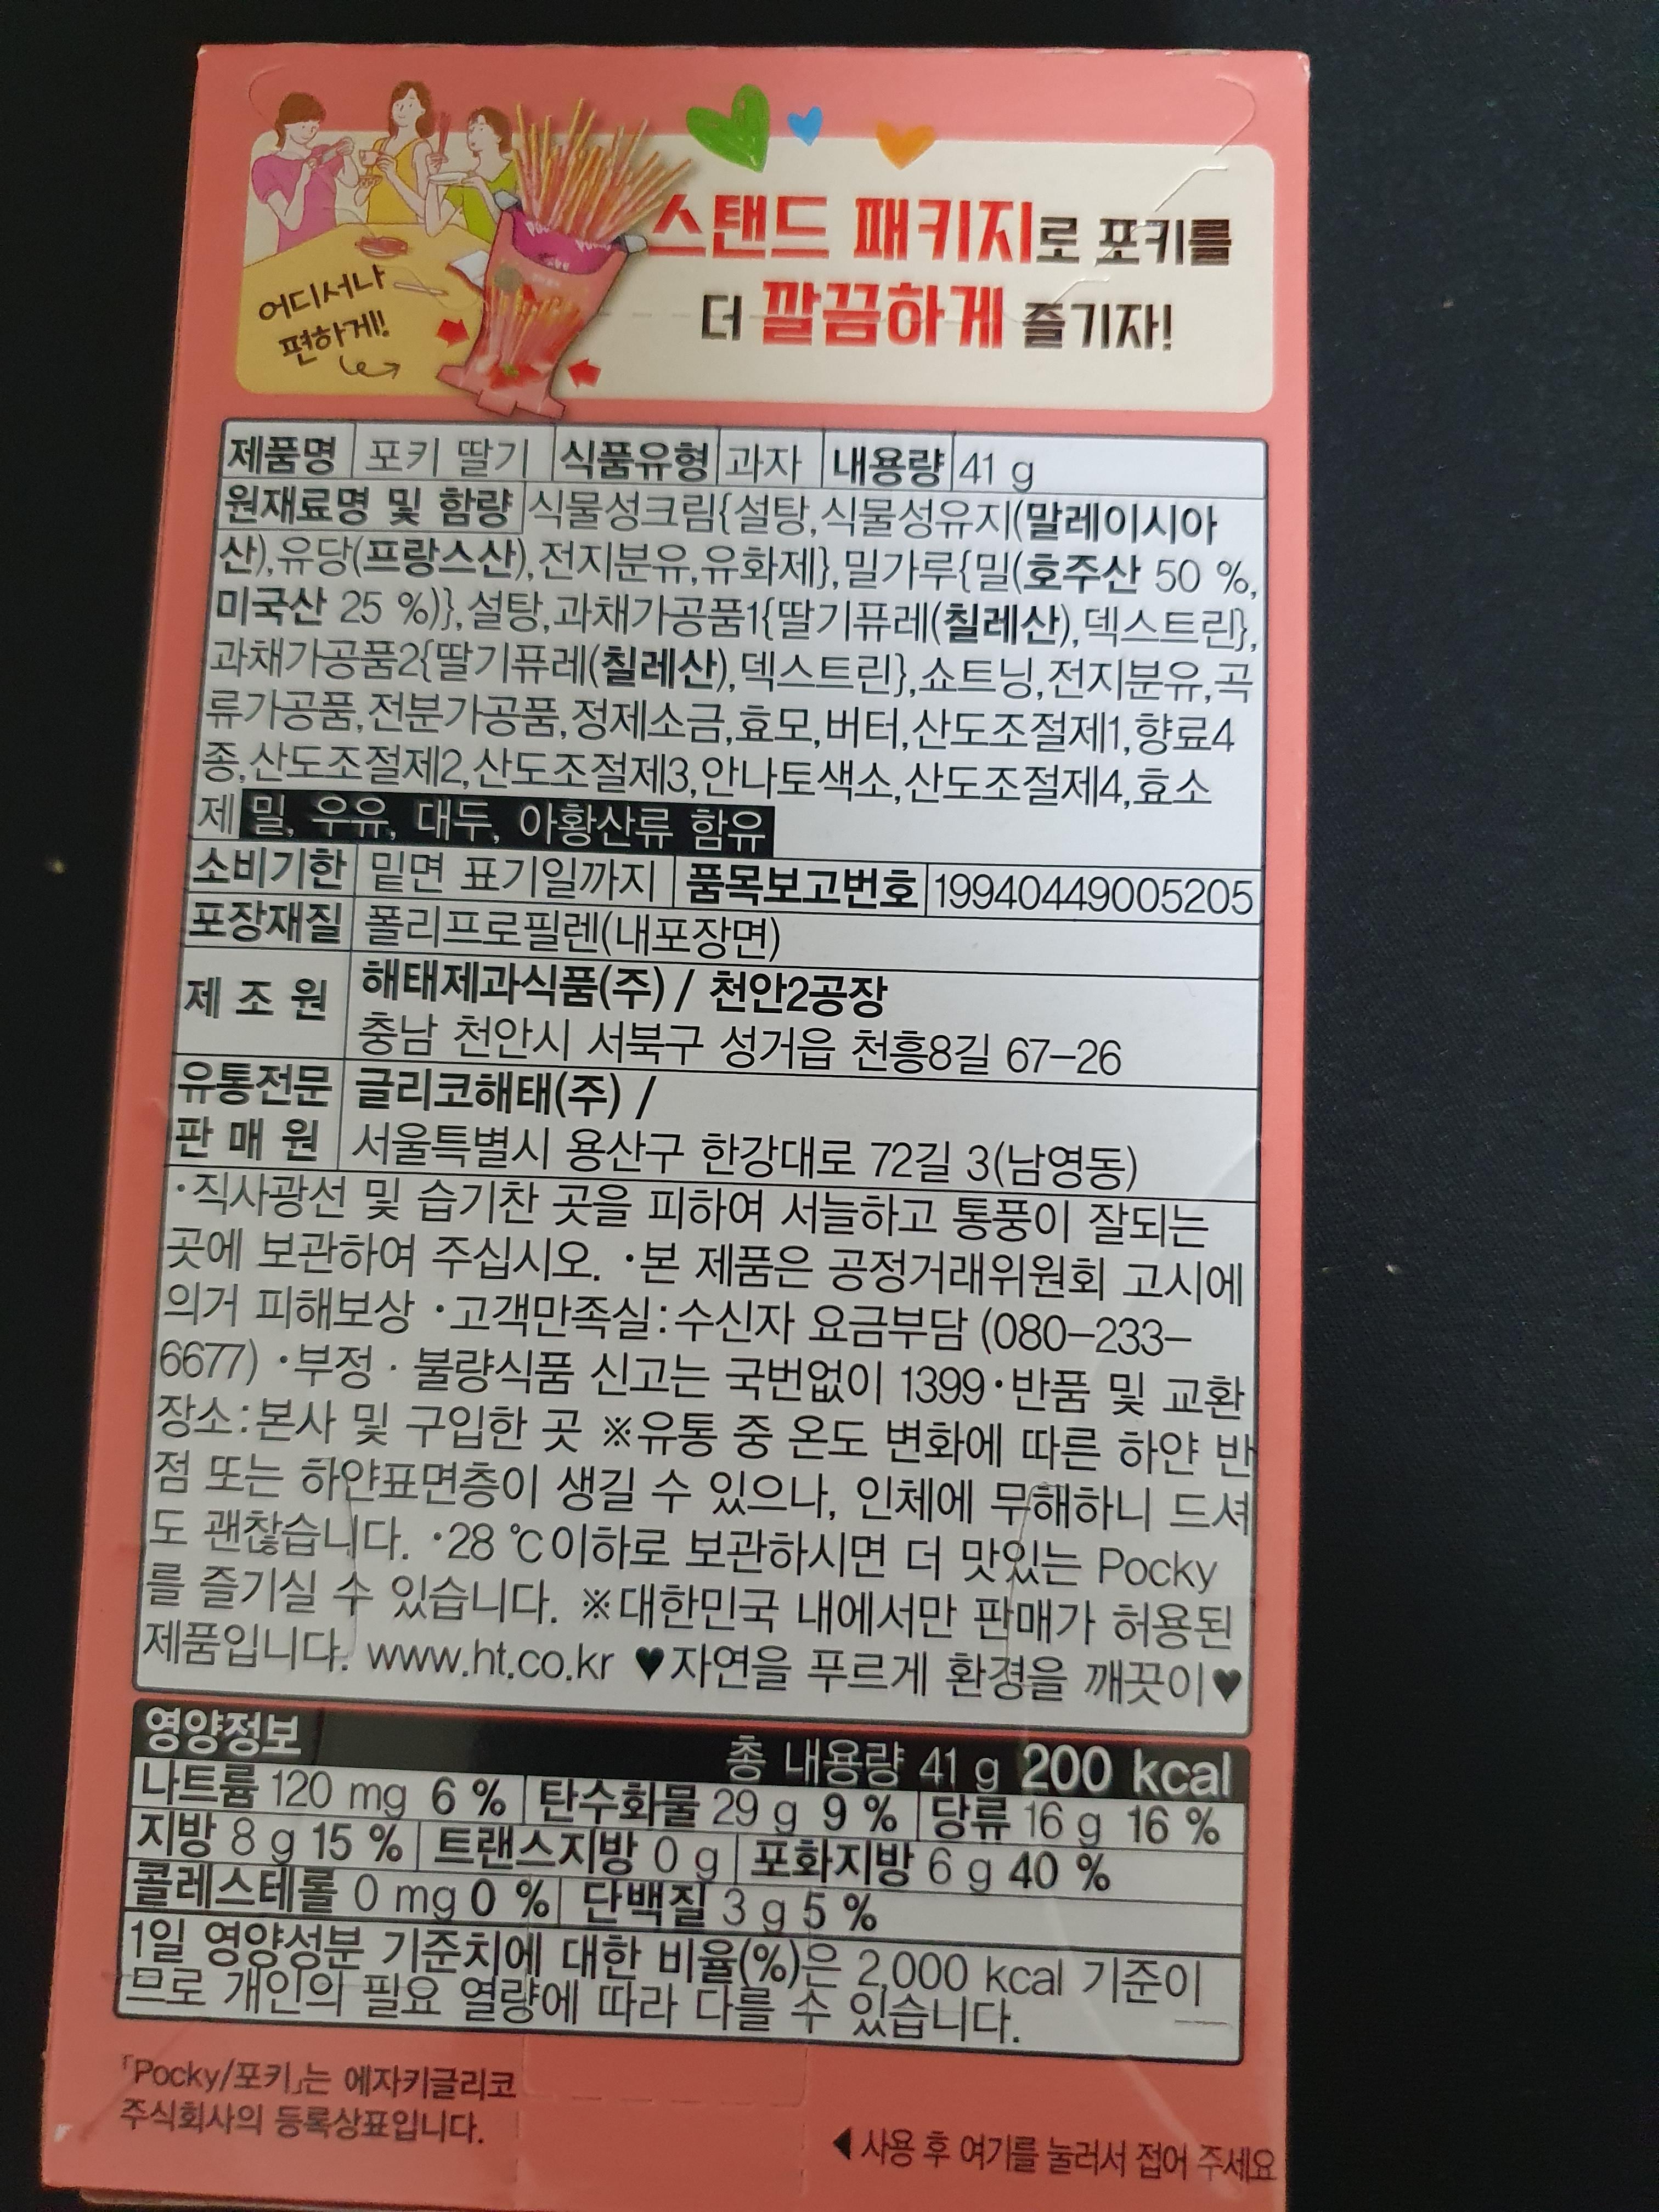 스탠드 패키지로 포키를
더 깔끔하게 즐기자!
어디서나
편하게!
제품명 포키 딸기 식품유형 과자 내용량 41 g
원재료명 및 함량 식물성크림{설탕,식물성유지(말레이시아
산),유당(프랑스산),전지분유,유화제},밀가루{밀(호주산 50 %,
미국산 25 %)},설탕,과채가공품1{딸기퓨레(칠레산),덱스트린},
과채가공품2{딸기퓨레(칠레산),덱스트린},쇼트닝,전지분유,곡
류가공품,전분가공품,정제소금,효모,버터,산도조절제1,향료4
종,산도조절제2,산도조절제3,안나토색소,산도조절제4,효소
제 밀, 우유, 대두, 아황산류 함유
소비기한 밑면 표기일까지 품목보고번호 19940449005205
포장재질 폴리프로필렌(내포장면)
제 조 원 해태제과식품(주) / 천안2공장
충남 천안시 서북구 성거읍 천흥8길 67-26
유통전문 글리코해태(주) /
판 매 원 서울특별시 용산구 한강대로 72길 3(남영동)
·직사광선 및 습기찬 곳을 피하여 서늘하고 통풍이 잘되는
곳에 보관하여 주십시오. ·본 제품은 공정거래위원회 고시에
의거 피해보상 ·고객만족실:수신자 요금부담 (080-233-
6677) ·부정 · 불량식품 신고는 국번없이 1399·반품 및 교환
장소:본사 및 구입한 곳 ※유통 중 온도 변화에 따른 하얀 반
점 또는 하얀표면층이 생길 수 있으나, 인체에 무해하니 드셔
도 괜찮습니다. ·28 ℃이하로 보관하시면 더 맛있는 Pocky
를 즐기실 수 있습니다. ※대한민국 내에서만 판매가 허용된
제품입니다. www.ht.co.kr ♥자연을 푸르게 환경을 깨끗이♥
영양정보 총 내용량 41 g 200 kcal
나트륨 120 mg 6 % 탄수화물 29 g 9 % 당류 16 g 16 %
지방 8 g 15 % 트랜스지방 0 g 포화지방 6 g 40 %
콜레스테롤 0 mg 0 % 단백질 3 g 5 %
1일 영양성분 기준치에 대한 비율(%)은 2,000 kcal 기준이
므로 개인의 필요 열량에 따라 다를 수 있습니다.
「Pocky/포키」는 에자키글리코
주식회사의 등록상표입니다.
◀ 사용 후 여기를 눌러서 접어 주세요